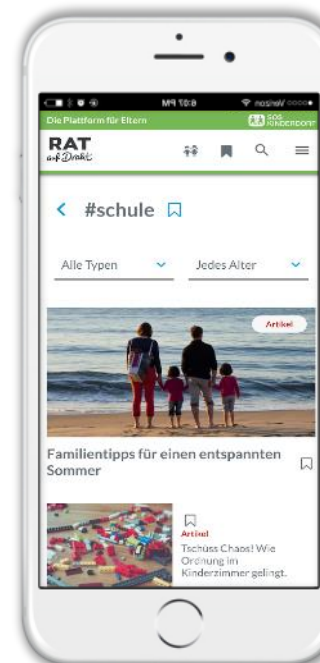 Die Plattform für Eltern
SOS
KINDERDORF
RAT
auf Draht
#schule
Alle Typen
Jedes Alter
Artikel
Familientipps für einen entspannten
Sommer
Artikel
Tschüss Chaos! Wie
Ordnung im
Kinderzimmer gelingt.